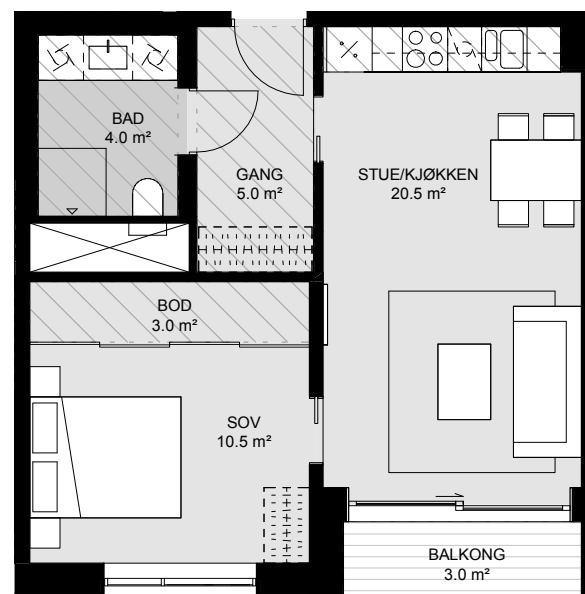 BAD
4.0 m²
GANG
5.0 m²
STUE/KJØKKEN
20.5 m²
BOD
3.0 m²
SOV
10.5 m²
BALKONG
3.0 m²